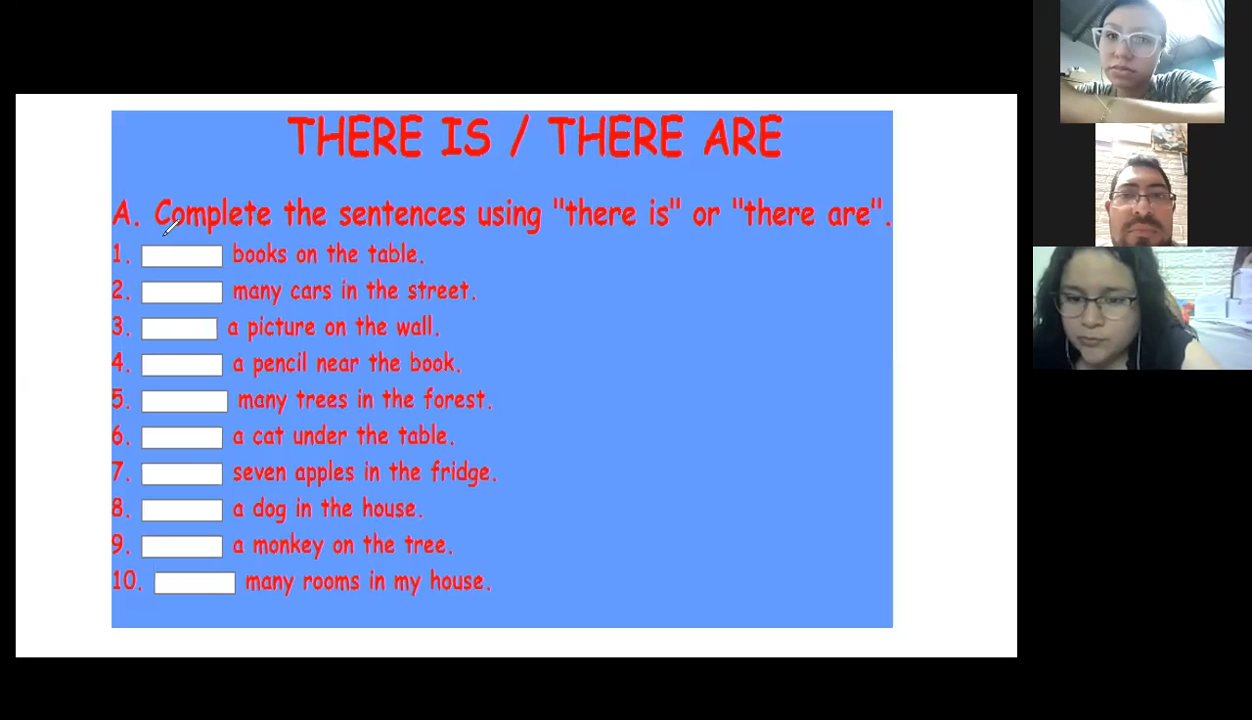 THERE IS / THERE ARE
A. Complete the sentences using "there is" or "there are".
1. books on the table.
2. many cars in the street.
3. a picture on the wall.
4. a pencil near the book.
5. many trees in the forest.
6. a cat under the table.
7. seven apples in the fridge.
8. a dog in the house.
9. a monkey on the tree.
10. many rooms in my house.